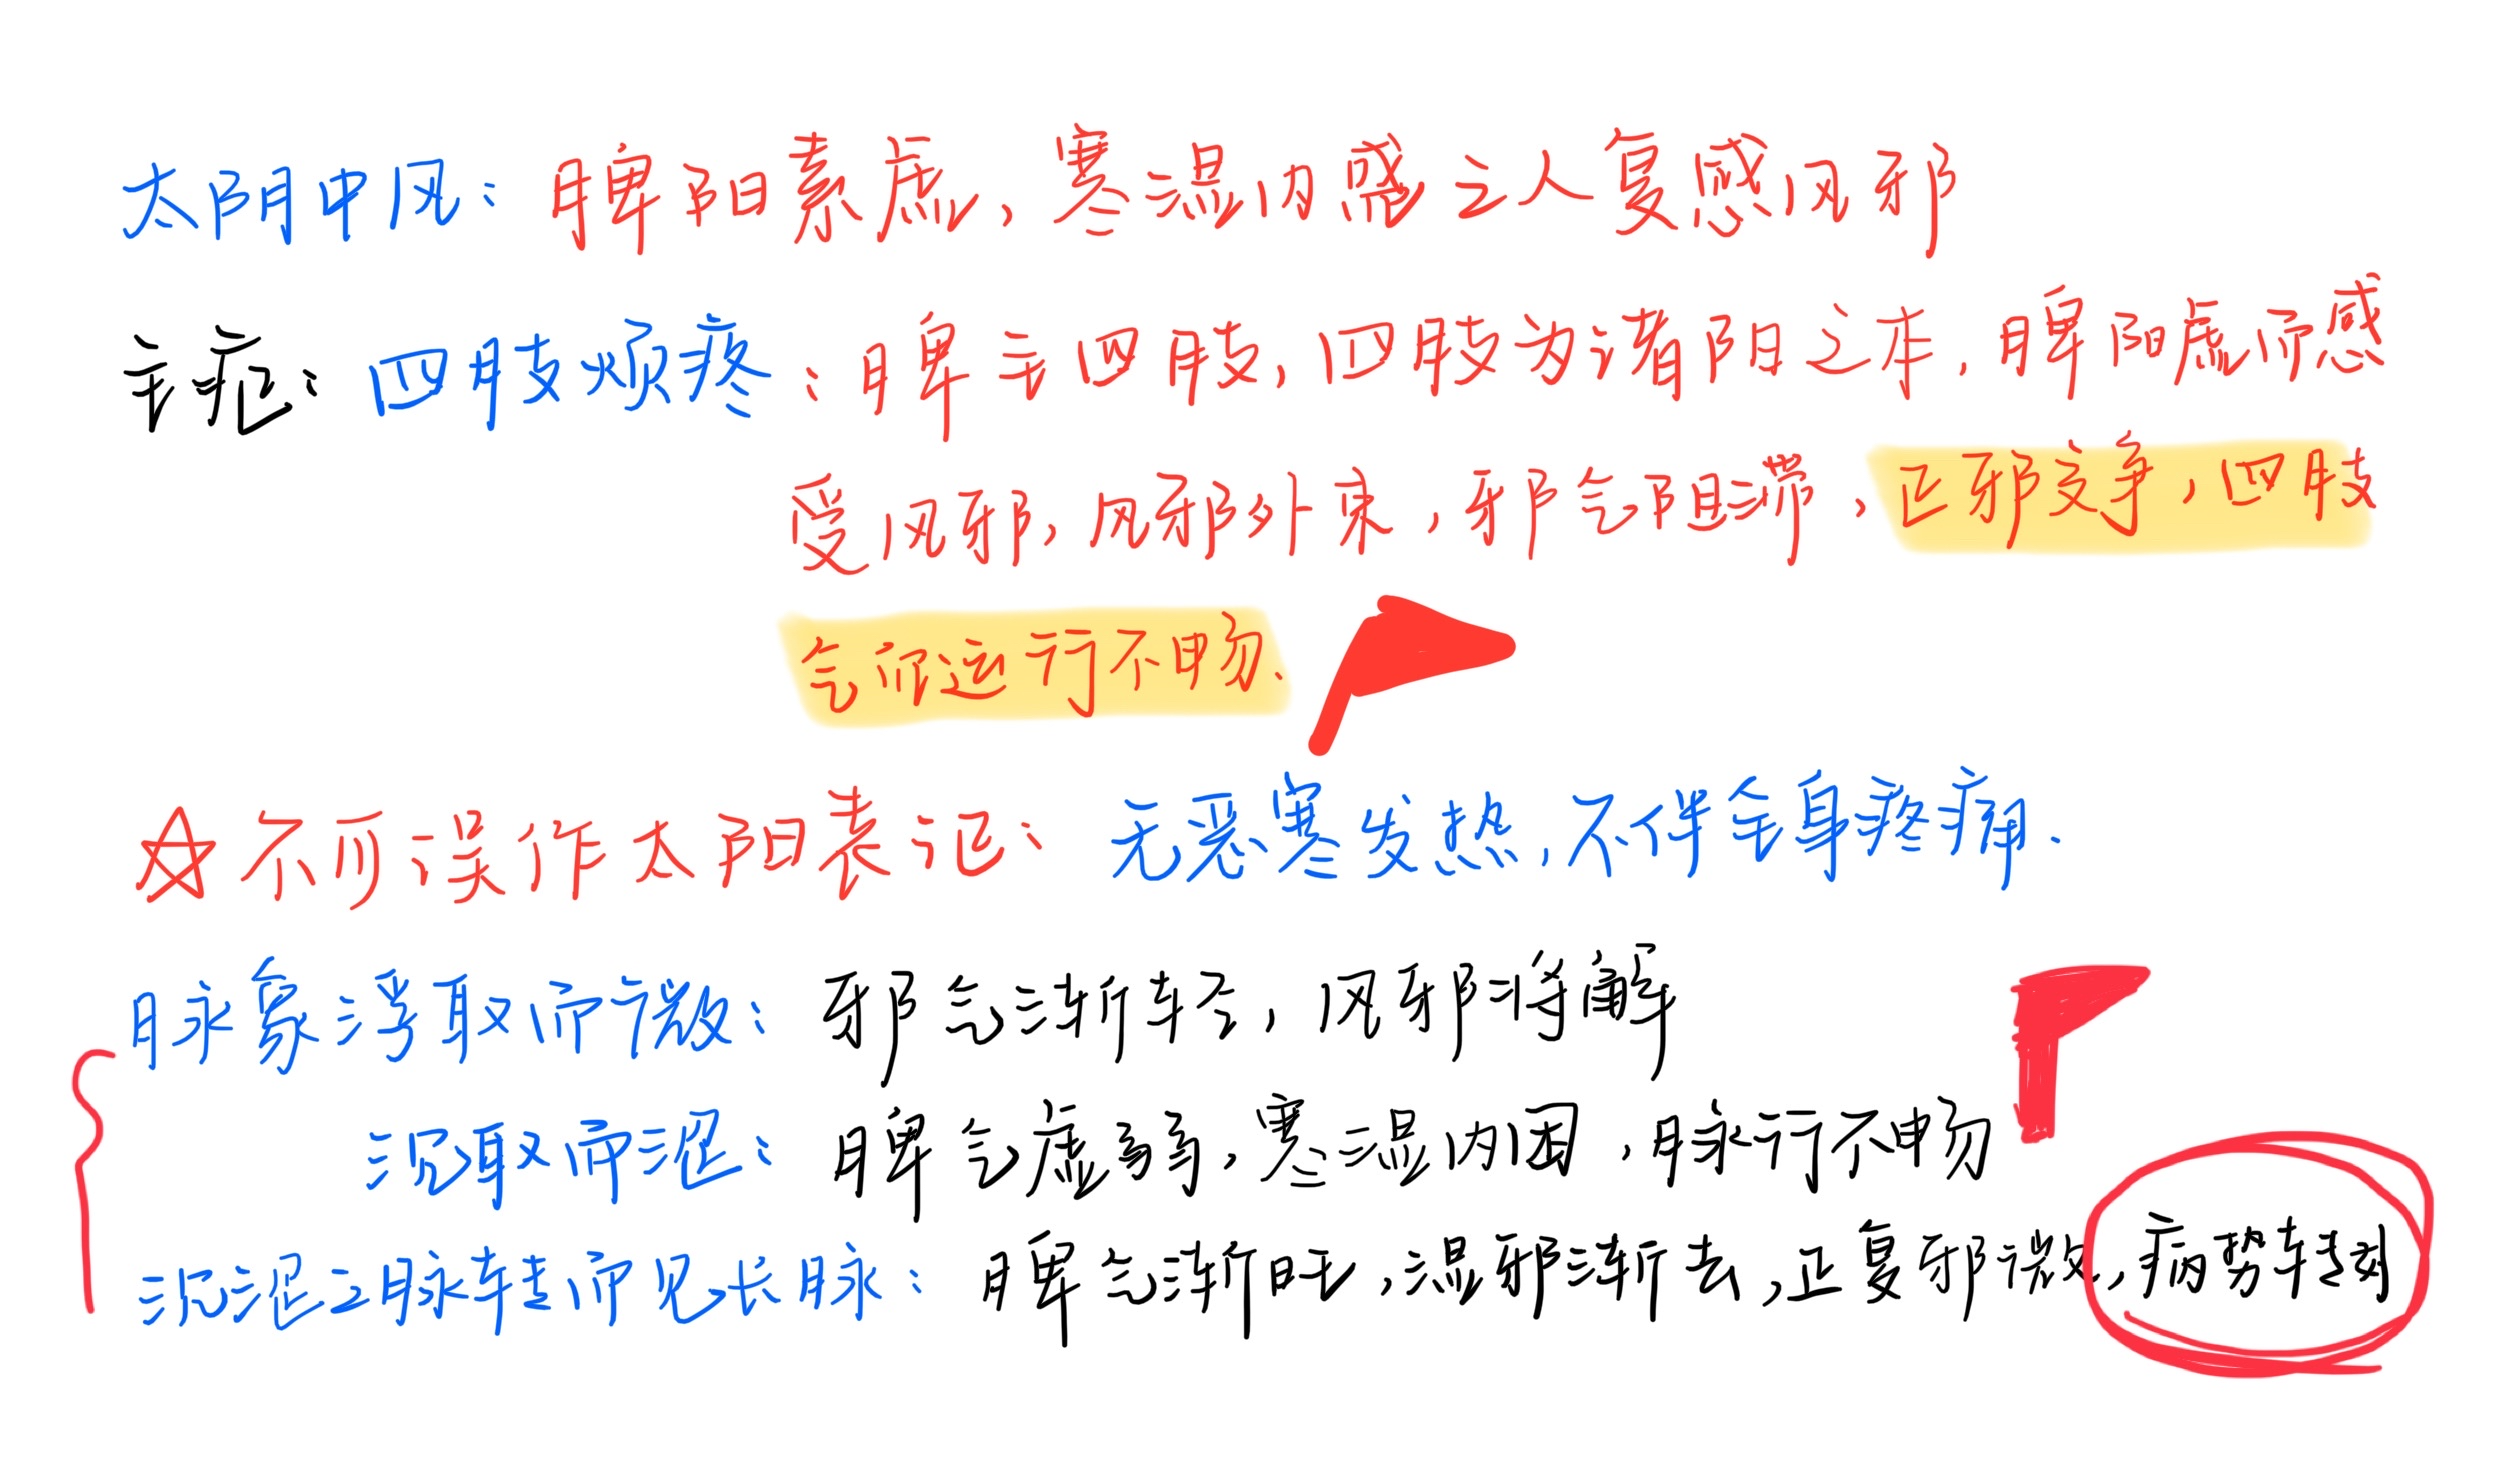 太阴中风：脾阳素虚，寒湿内盛之人复感风邪
主症：四肢烦疼：脾主四肢，四肢为诸阳之本，脾阳虚而感
受风邪，风邪外束，邪气阻滞，正邪交争，四肢
气血运行不畅.
☆不可误作太阳表证：无恶寒发热，不伴全身疼痛.
脉象浮取而微：邪气渐轻，风邪将解
沉取而涩：脾气虚弱，寒湿内困，脉行不畅
沉涩之脉转而见长脉：脾气渐旺，湿邪渐去，正复邪微，病势转好